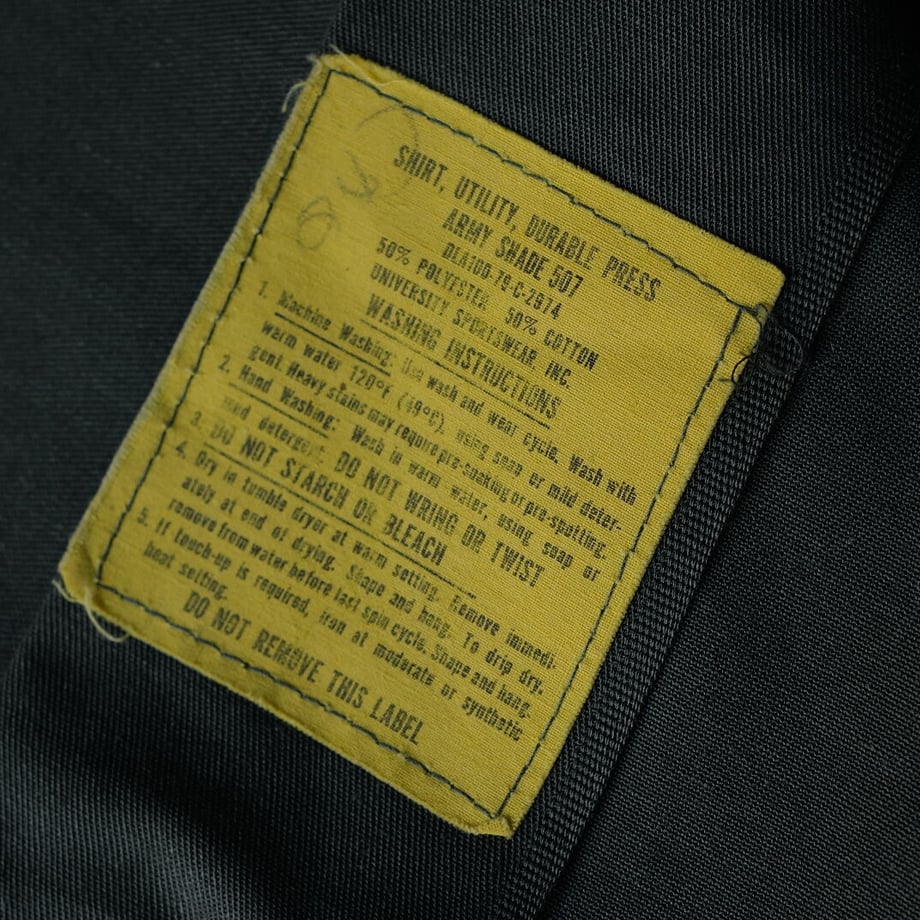 SHIRT, UTILITY, DURABLE PRESS
ARMY SHADE 507
DLA100-79-C-2974
50% POLYESTER 50% COTTON
UNIVERSITY SPORTSWEAR, INC.
WASHING INSTRUCTIONS
1. Machine Washing: Use wash and wear cycle. Wash with
warm water 120°F (49°C), using soap or mild deter-
gent. Heavy stains may require pre-soaking or pre-spotting.
2. Hand Washing: Wash in warm water, using soap or
mild detergent. DO NOT WRING OR TWIST
3. DO NOT STARCH OR BLEACH
4. Dry in tumble dryer at warm setting. Remove immedi-
ately at end of drying. Shape and hang. To drip dry,
remove from water before last spin cycle. Shape and hang.
5. If touch-up is required, iron at moderate or synthetic
heat setting.
DO NOT REMOVE THIS LABEL